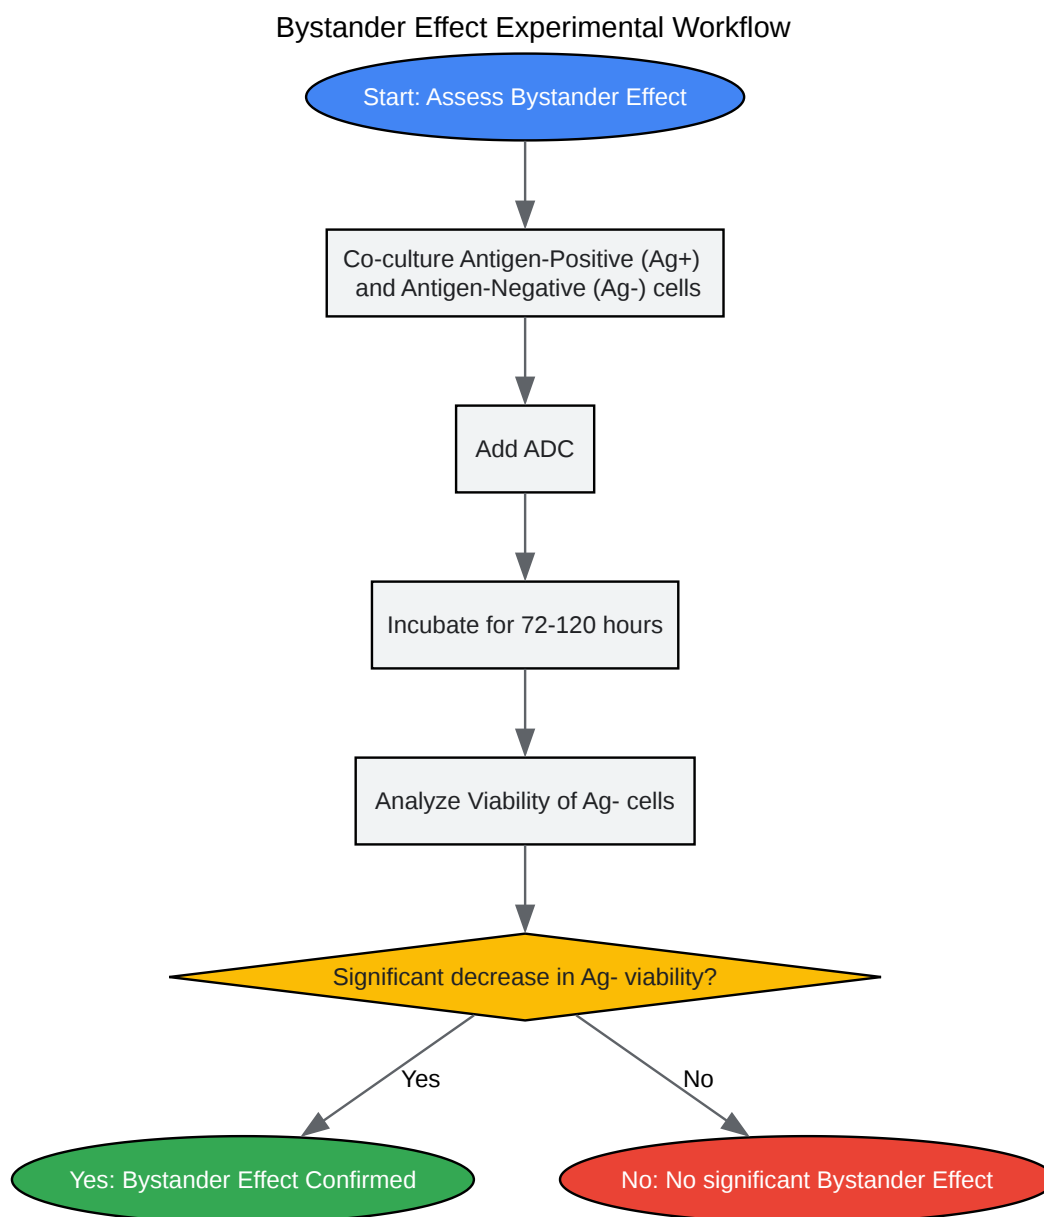 Bystander Effect Experimental Workflow
Start: Assess Bystander Effect
Co-culture Antigen-Positive (Ag+)
and Antigen-Negative (Ag-) cells
Add ADC
Incubate for 72-120 hours
Analyze Viability of Ag- cells
Significant decrease in Ag- viability?
Yes
No
Yes: Bystander Effect Confirmed
No: No significant Bystander Effect